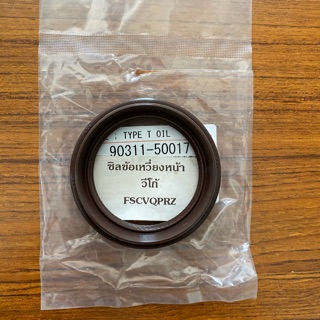 , TYPE T OIL
90311-50017
ซิลข้อเหวี่ยงหน้า
วีโก้
FSCVQPRZ